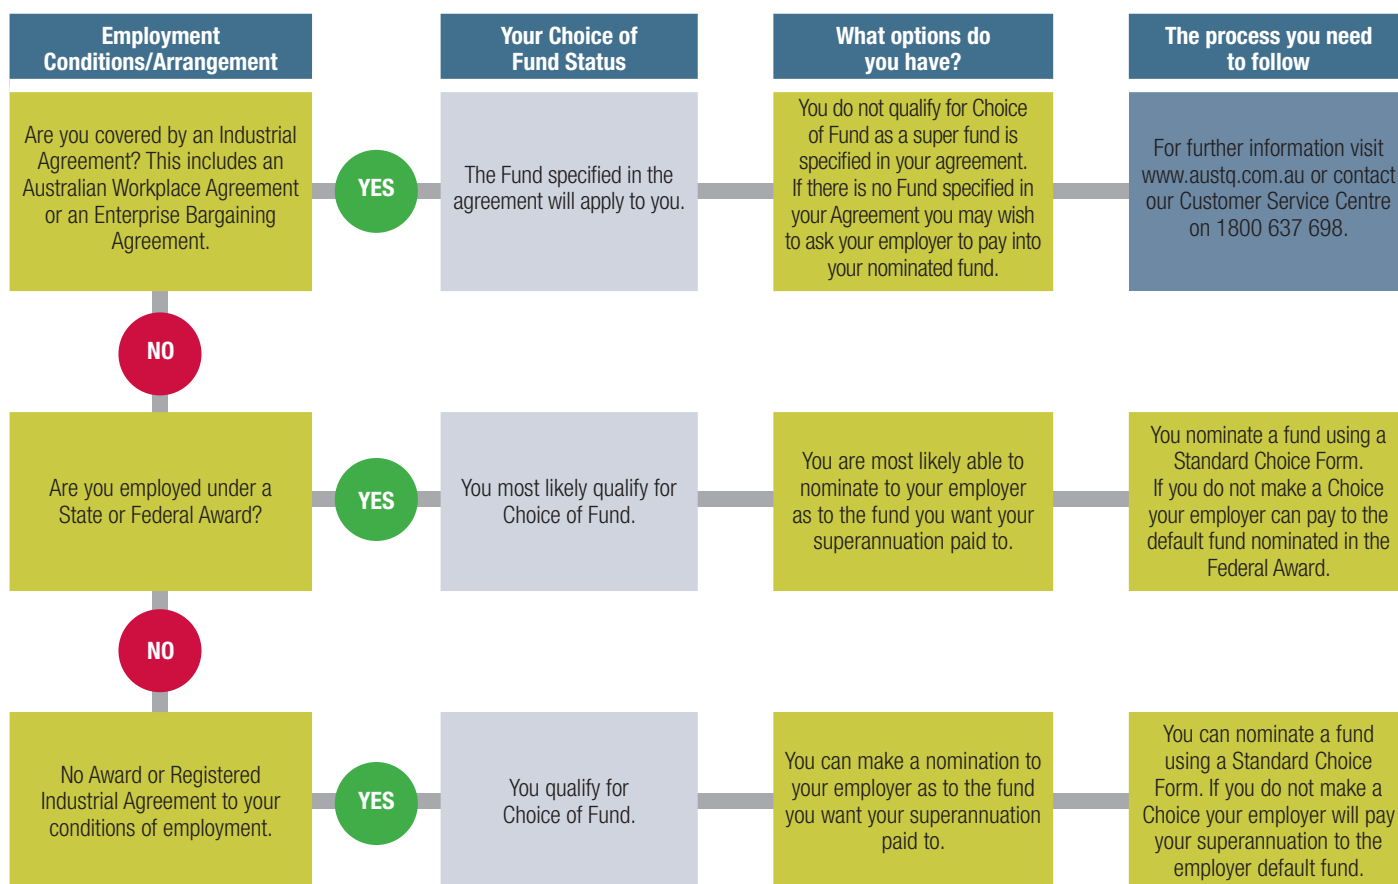 Employment
Conditions/Arrangement
Your Choice of
Fund Status
What options do
you have?
The process you need
to follow
Are you covered by an Industrial
Agreement? This includes an
Australian Workplace Agreement
or an Enterprise Bargaining
Agreement.
YES
The Fund specified in the
agreement will apply to you.
You do not qualify for Choice
of Fund as a super fund is
specified in your agreement.
If there is no Fund specified in
your Agreement you may wish
to ask your employer to pay into
your nominated fund.
For further information visit
www.austq.com.au or contact
our Customer Service Centre
on 1800 637 698.
NO
Are you employed under a
State or Federal Award?
YES
You most likely qualify for
Choice of Fund.
You are most likely able to
nominate to your employer
as to the fund you want your
superannuation paid to.
You nominate a fund using a
Standard Choice Form.
If you do not make a Choice
your employer can pay to the
default fund nominated in the
Federal Award.
NO
No Award or Registered
Industrial Agreement to your
conditions of employment.
YES
You qualify for
Choice of Fund.
You can make a nomination to
your employer as to the fund
you want your superannuation
paid to.
You can nominate a fund
using a Standard Choice
Form. If you do not make a
Choice your employer will pay
your superannuation to the
employer default fund.